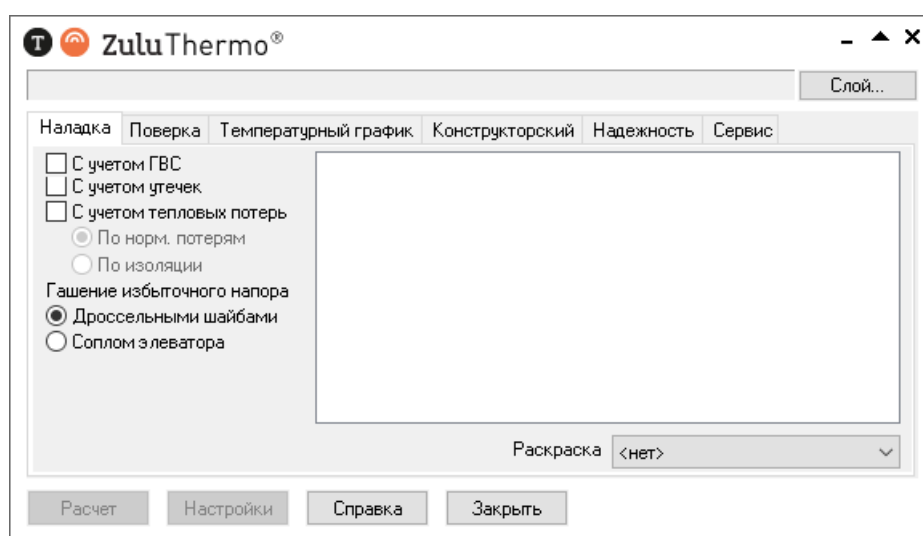 T ZuluThermo®
Слой...
Наладка Поверка Температурный график Конструкторский Надежность Сервис
С учетом ГВС
С учетом утечек
С учетом тепловых потерь
По норм. потерям
По изоляции
Гашение избыточного напора
Дроссельными шайбами
Соплом элеватора
Раскраска <нет>
Расчет Настройки Справка Закрыть